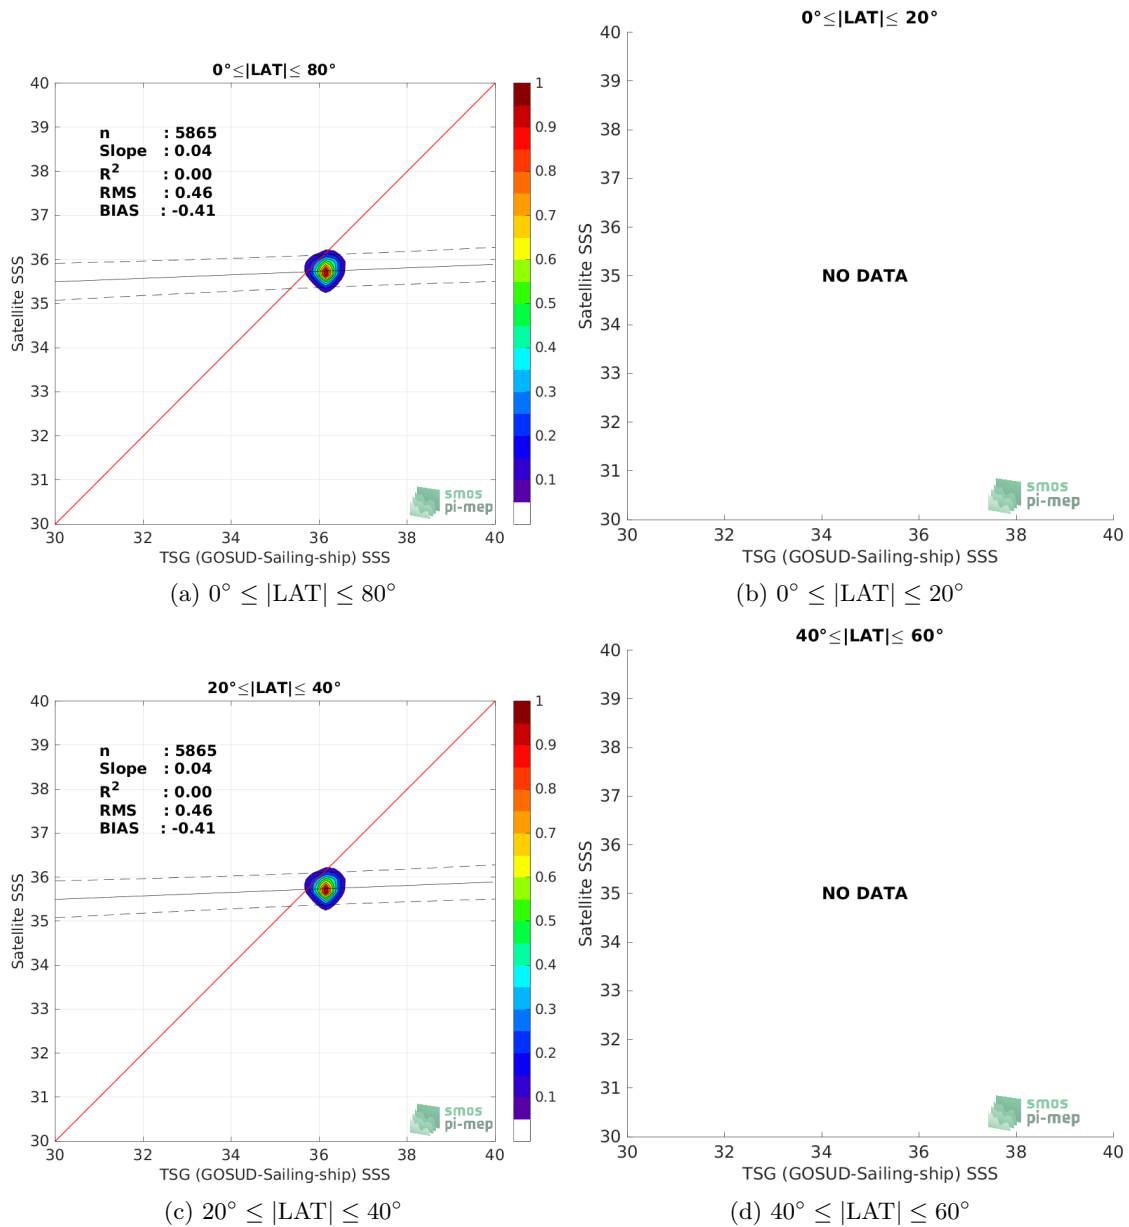 0°≤|LAT|≤ 80°
40
39
38
37
36
35
34
33
32
31
30
n : 5865
Slope : 0.04
R² : 0.00
RMS : 0.46
BIAS : -0.41
Satellite SSS
30 32 34 36 38 40
TSG (GOSUD-Sailing-ship) SSS
1
0.9
0.8
0.7
0.6
0.5
0.4
0.3
0.2
0.1
smos
pi-mep
(a) 0° ≤ |LAT| ≤ 80°
0°≤|LAT|≤ 20°
40
39
38
37
36
35
34
33
32
31
30
Satellite SSS
NO DATA
smos
pi-mep
30 32 34 36 38 40
TSG (GOSUD-Sailing-ship) SSS
(b) 0° ≤ |LAT| ≤ 20°
20°≤|LAT|≤ 40°
40
39
38
37
36
35
34
33
32
31
30
n : 5865
Slope : 0.04
R² : 0.00
RMS : 0.46
BIAS : -0.41
Satellite SSS
30 32 34 36 38 40
TSG (GOSUD-Sailing-ship) SSS
1
0.9
0.8
0.7
0.6
0.5
0.4
0.3
0.2
0.1
smos
pi-mep
(c) 20° ≤ |LAT| ≤ 40°
40°≤|LAT|≤ 60°
40
39
38
37
36
35
34
33
32
31
30
Satellite SSS
NO DATA
smos
pi-mep
30 32 34 36 38 40
TSG (GOSUD-Sailing-ship) SSS
(d) 40° ≤ |LAT| ≤ 60°